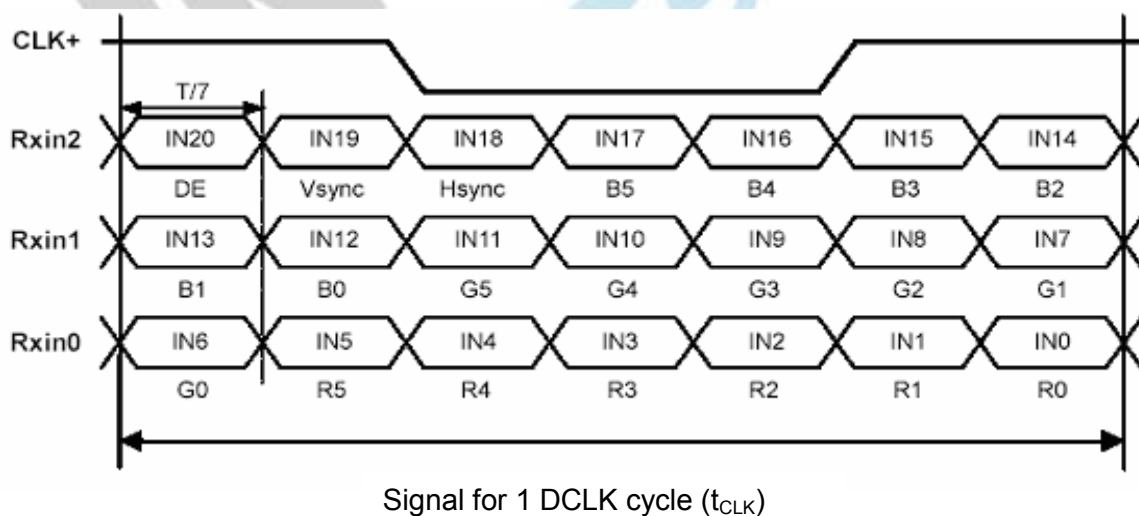 CLK+
T/7
Rxin2 IN20 IN19 IN18 IN17 IN16 IN15 IN14
DE Vsync Hsync B5 B4 B3 B2
Rxin1 IN13 IN12 IN11 IN10 IN9 IN8 IN7
B1 B0 G5 G4 G3 G2 G1
Rxin0 IN6 IN5 IN4 IN3 IN2 IN1 IN0
G0 R5 R4 R3 R2 R1 R0
Signal for 1 DCLK cycle (tCLK)